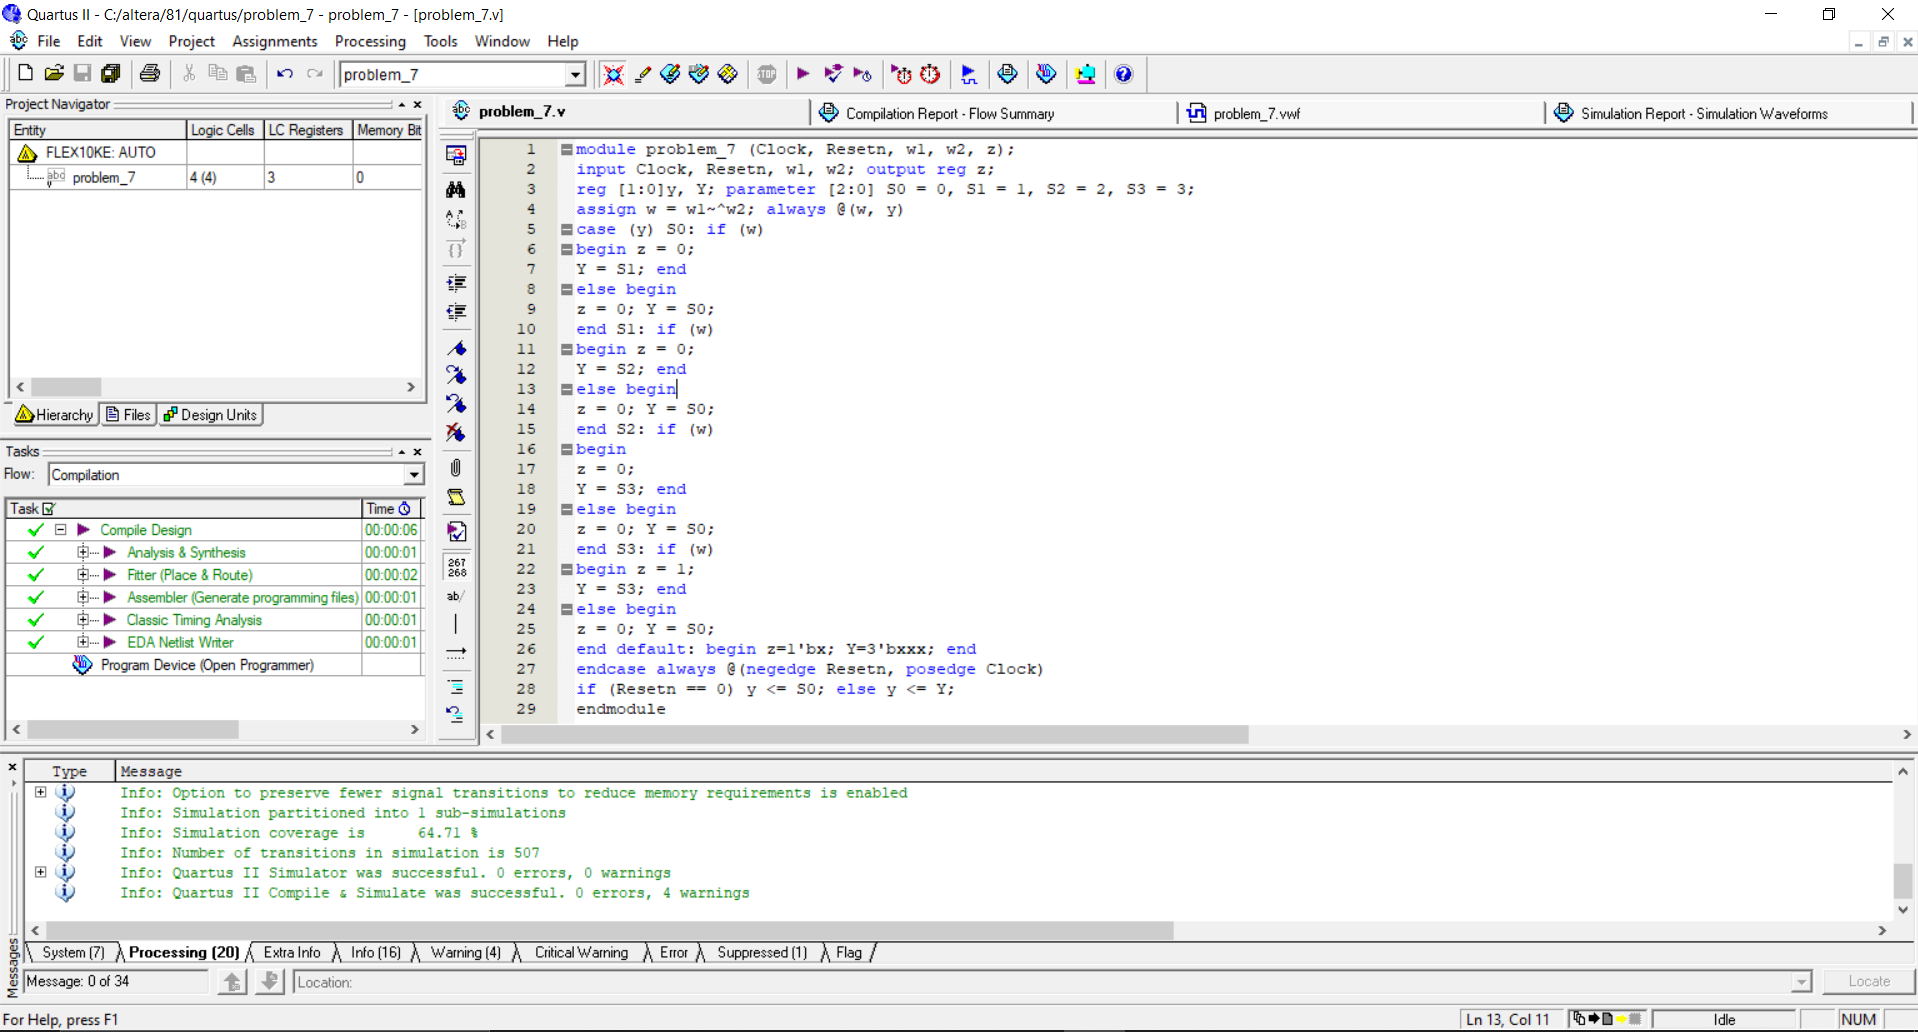 Quartus II - C:/altera/81/quartus/problem_7 - problem_7 - [problem_7.v]
File Edit View Project Assignments Processing Tools Window Help
problem_7
STOP
Project Navigator
Entity Logic Cells LC Registers Memory Bit
FLEX10KE: AUTO
problem_7 4 (4) 3 0
Hierarchy Files Design Units
Tasks
Flow: Compilation
Task Time
Compile Design 00:00:06
Analysis & Synthesis 00:00:01
Fitter (Place & Route) 00:00:02
Assembler (Generate programming files) 00:00:01
Classic Timing Analysis 00:00:01
EDA Netlist Writer 00:00:01
Program Device (Open Programmer)
problem_7.v Compilation Report - Flow Summary problem_7.vwf Simulation Report - Simulation Waveforms
267
268
ab/
1 module problem_7 (Clock, Resetn, w1, w2, z);
2 input Clock, Resetn, w1, w2; output reg z;
3 reg [1:0]y, Y; parameter [2:0] S0 = 0, S1 = 1, S2 = 2, S3 = 3;
4 assign w = w1~^w2; always @(w, y)
5 case (y) S0: if (w)
6 begin z = 0;
7 Y = S1; end
8 else begin
9 z = 0; Y = S0;
10 end S1: if (w)
11 begin z = 0;
12 Y = S2; end
13 else begin
14 z = 0; Y = S0;
15 end S2: if (w)
16 begin
17 z = 0;
18 Y = S3; end
19 else begin
20 z = 0; Y = S0;
21 end S3: if (w)
22 begin z = 1;
23 Y = S3; end
24 else begin
25 z = 0; Y = S0;
26 end default: begin z=1'bx; Y=3'bxxx; end
27 endcase always @(negedge Resetn, posedge Clock)
28 if (Resetn == 0) y <= S0; else y <= Y;
29 endmodule
Type Message
Info: Option to preserve fewer signal transitions to reduce memory requirements is enabled
Info: Simulation partitioned into 1 sub-simulations
Info: Simulation coverage is 64.71 %
Info: Number of transitions in simulation is 507
Info: Quartus II Simulator was successful. 0 errors, 0 warnings
Info: Quartus II Compile & Simulate was successful. 0 errors, 4 warnings
System (7) Processing (20) Extra Info Info (16) Warning (4) Critical Warning Error Suppressed (1) Flag
Messages
Message: 0 of 34 Location: Locate
For Help, press F1 Ln 13, Col 11 Idle NUM